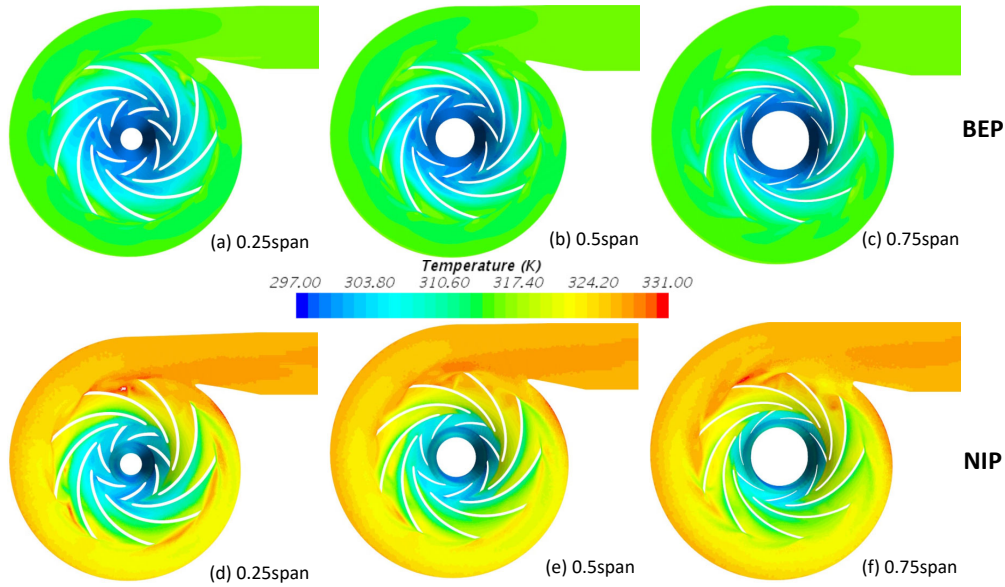 BEP
(a) 0.25span
(b) 0.5span
(c) 0.75span
Temperature (K)
297.00 303.80 310.60 317.40 324.20 331.00
NIP
(d) 0.25span
(e) 0.5span
(f) 0.75span